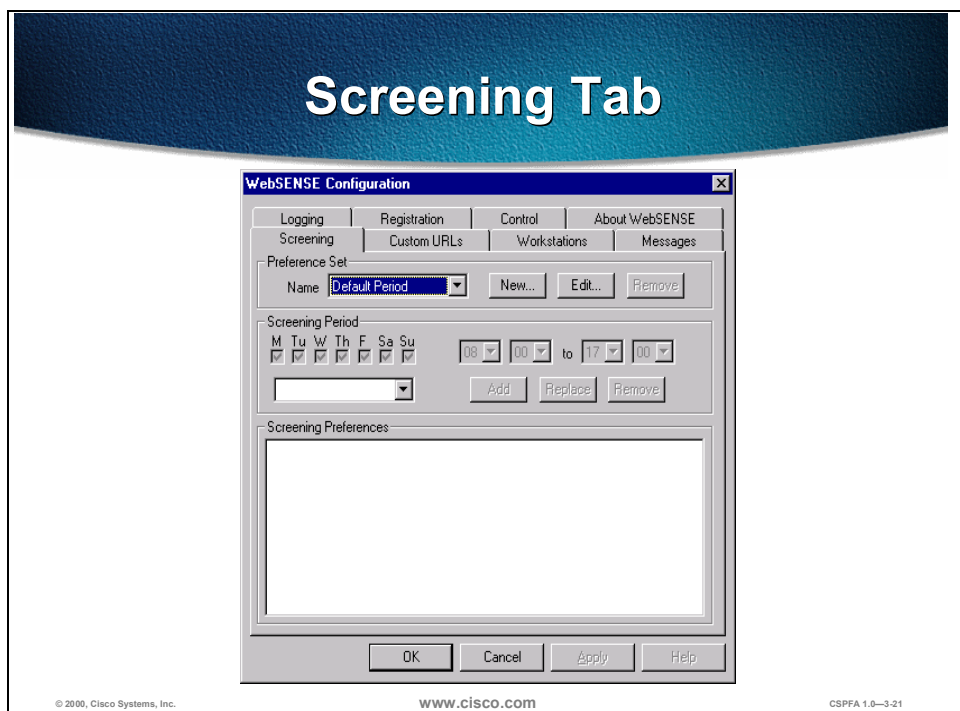 Screening Tab
WebSENSE Configuration
Logging Registration Control About WebSENSE
Screening Custom URLs Workstations Messages
Preference Set
Name Default Period New... Edit... Remove
Screening Period
M Tu W Th F Sa Su
08 00 to 17 00
Add Replace Remove
Screening Preferences
OK Cancel Apply Help
© 2000, Cisco Systems, Inc. www.cisco.com CSPFA 1.0—3-21